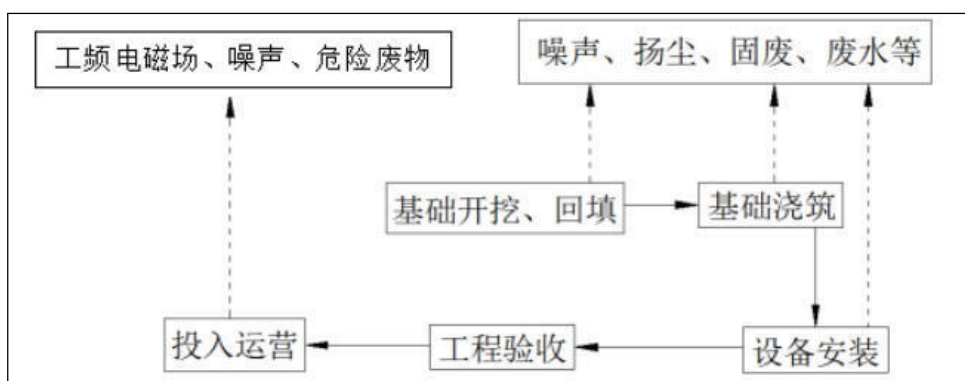 工频电磁场、噪声、危险废物
噪声、扬尘、固废、废水等
基础开挖、回填
基础浇筑
投入运营
工程验收
设备安装